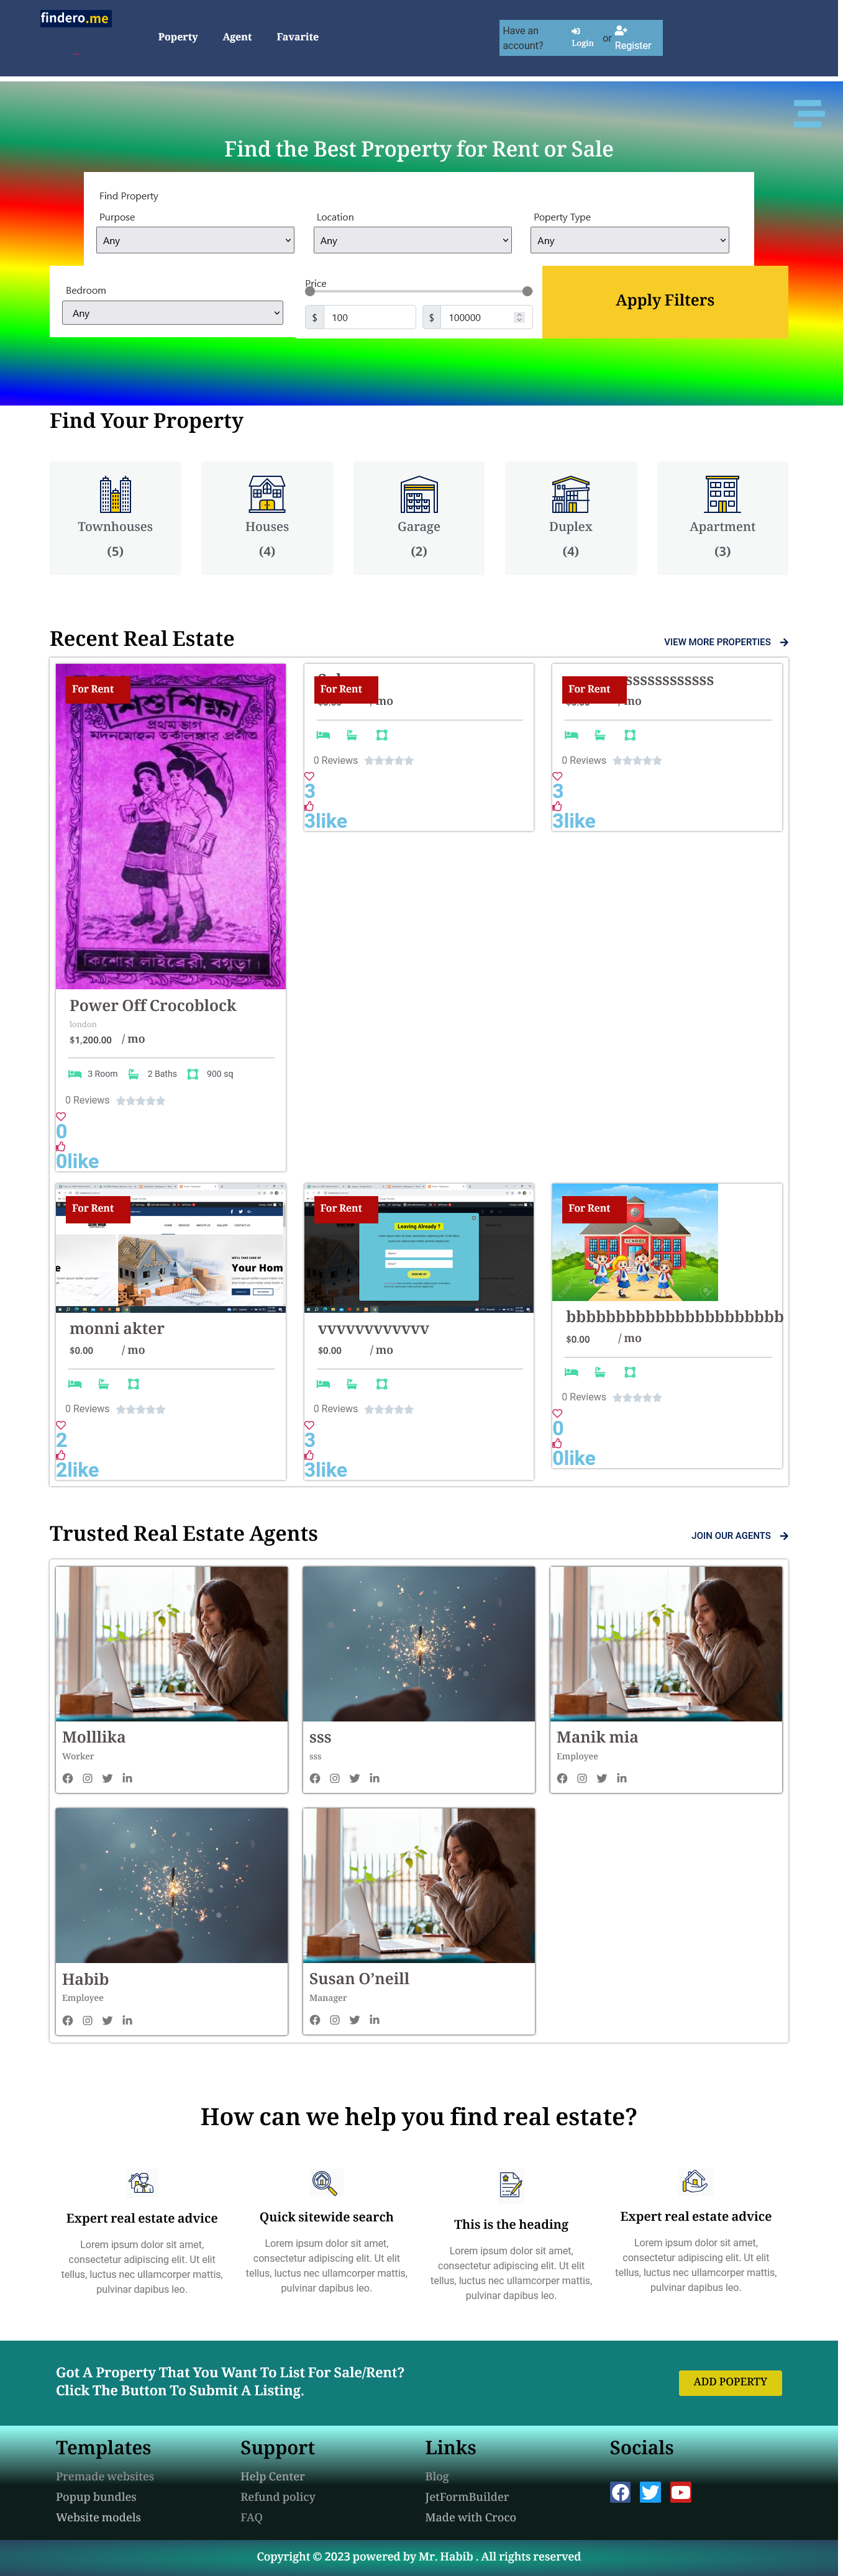 findero.me
Poperty Agent Favarite
Have an account?
Login
or
Register
Find the Best Property for Rent or Sale
Find Property
Purpose
Location
Poperty Type
Any
Any
Any
Bedroom
Any
Price
$ 100
$ 100000
Apply Filters
Find Your Property
Townhouses
(5)
Houses
(4)
Garage
(2)
Duplex
(4)
Apartment
(3)
Recent Real Estate
VIEW MORE PROPERTIES
For Rent
শিশুশিক্ষা
প্রথম ভাগ
মদনমোহন তর্কালঙ্কার প্রণীত
কিশোর লাইব্রেরী, বগুড়া।
Power Off Crocoblock
london
$1,200.00 / mo
3 Room 2 Baths 900 sq
0 Reviews
0
0like
For Rent
/ mo
0 Reviews
3
3like
For Rent
ssssssssssss
/ mo
0 Reviews
3
3like
For Rent
Your Hom
monni akter
$0.00 / mo
0 Reviews
2
2like
For Rent
Leaving Already ?
vvvvvvvvvvvv
$0.00 / mo
0 Reviews
3
3like
For Rent
bbbbbbbbbbbbbbbbbbbbbb
$0.00 / mo
0 Reviews
0
0like
Trusted Real Estate Agents
JOIN OUR AGENTS
Molllika
Worker
sss
sss
Manik mia
Employee
Habib
Employee
Susan O’neill
Manager
How can we help you find real estate?
Expert real estate advice
Lorem ipsum dolor sit amet,
consectetur adipiscing elit. Ut elit
tellus, luctus nec ullamcorper mattis,
pulvinar dapibus leo.
Quick sitewide search
Lorem ipsum dolor sit amet,
consectetur adipiscing elit. Ut elit
tellus, luctus nec ullamcorper mattis,
pulvinar dapibus leo.
This is the heading
Lorem ipsum dolor sit amet,
consectetur adipiscing elit. Ut elit
tellus, luctus nec ullamcorper mattis,
pulvinar dapibus leo.
Expert real estate advice
Lorem ipsum dolor sit amet,
consectetur adipiscing elit. Ut elit
tellus, luctus nec ullamcorper mattis,
pulvinar dapibus leo.
Got A Property That You Want To List For Sale/Rent?
Click The Button To Submit A Listing.
ADD POPERTY
Templates
Premade websites
Popup bundles
Website models
Support
Help Center
Refund policy
FAQ
Links
Blog
JetFormBuilder
Made with Croco
Socials
Copyright © 2023 powered by Mr. Habib . All rights reserved